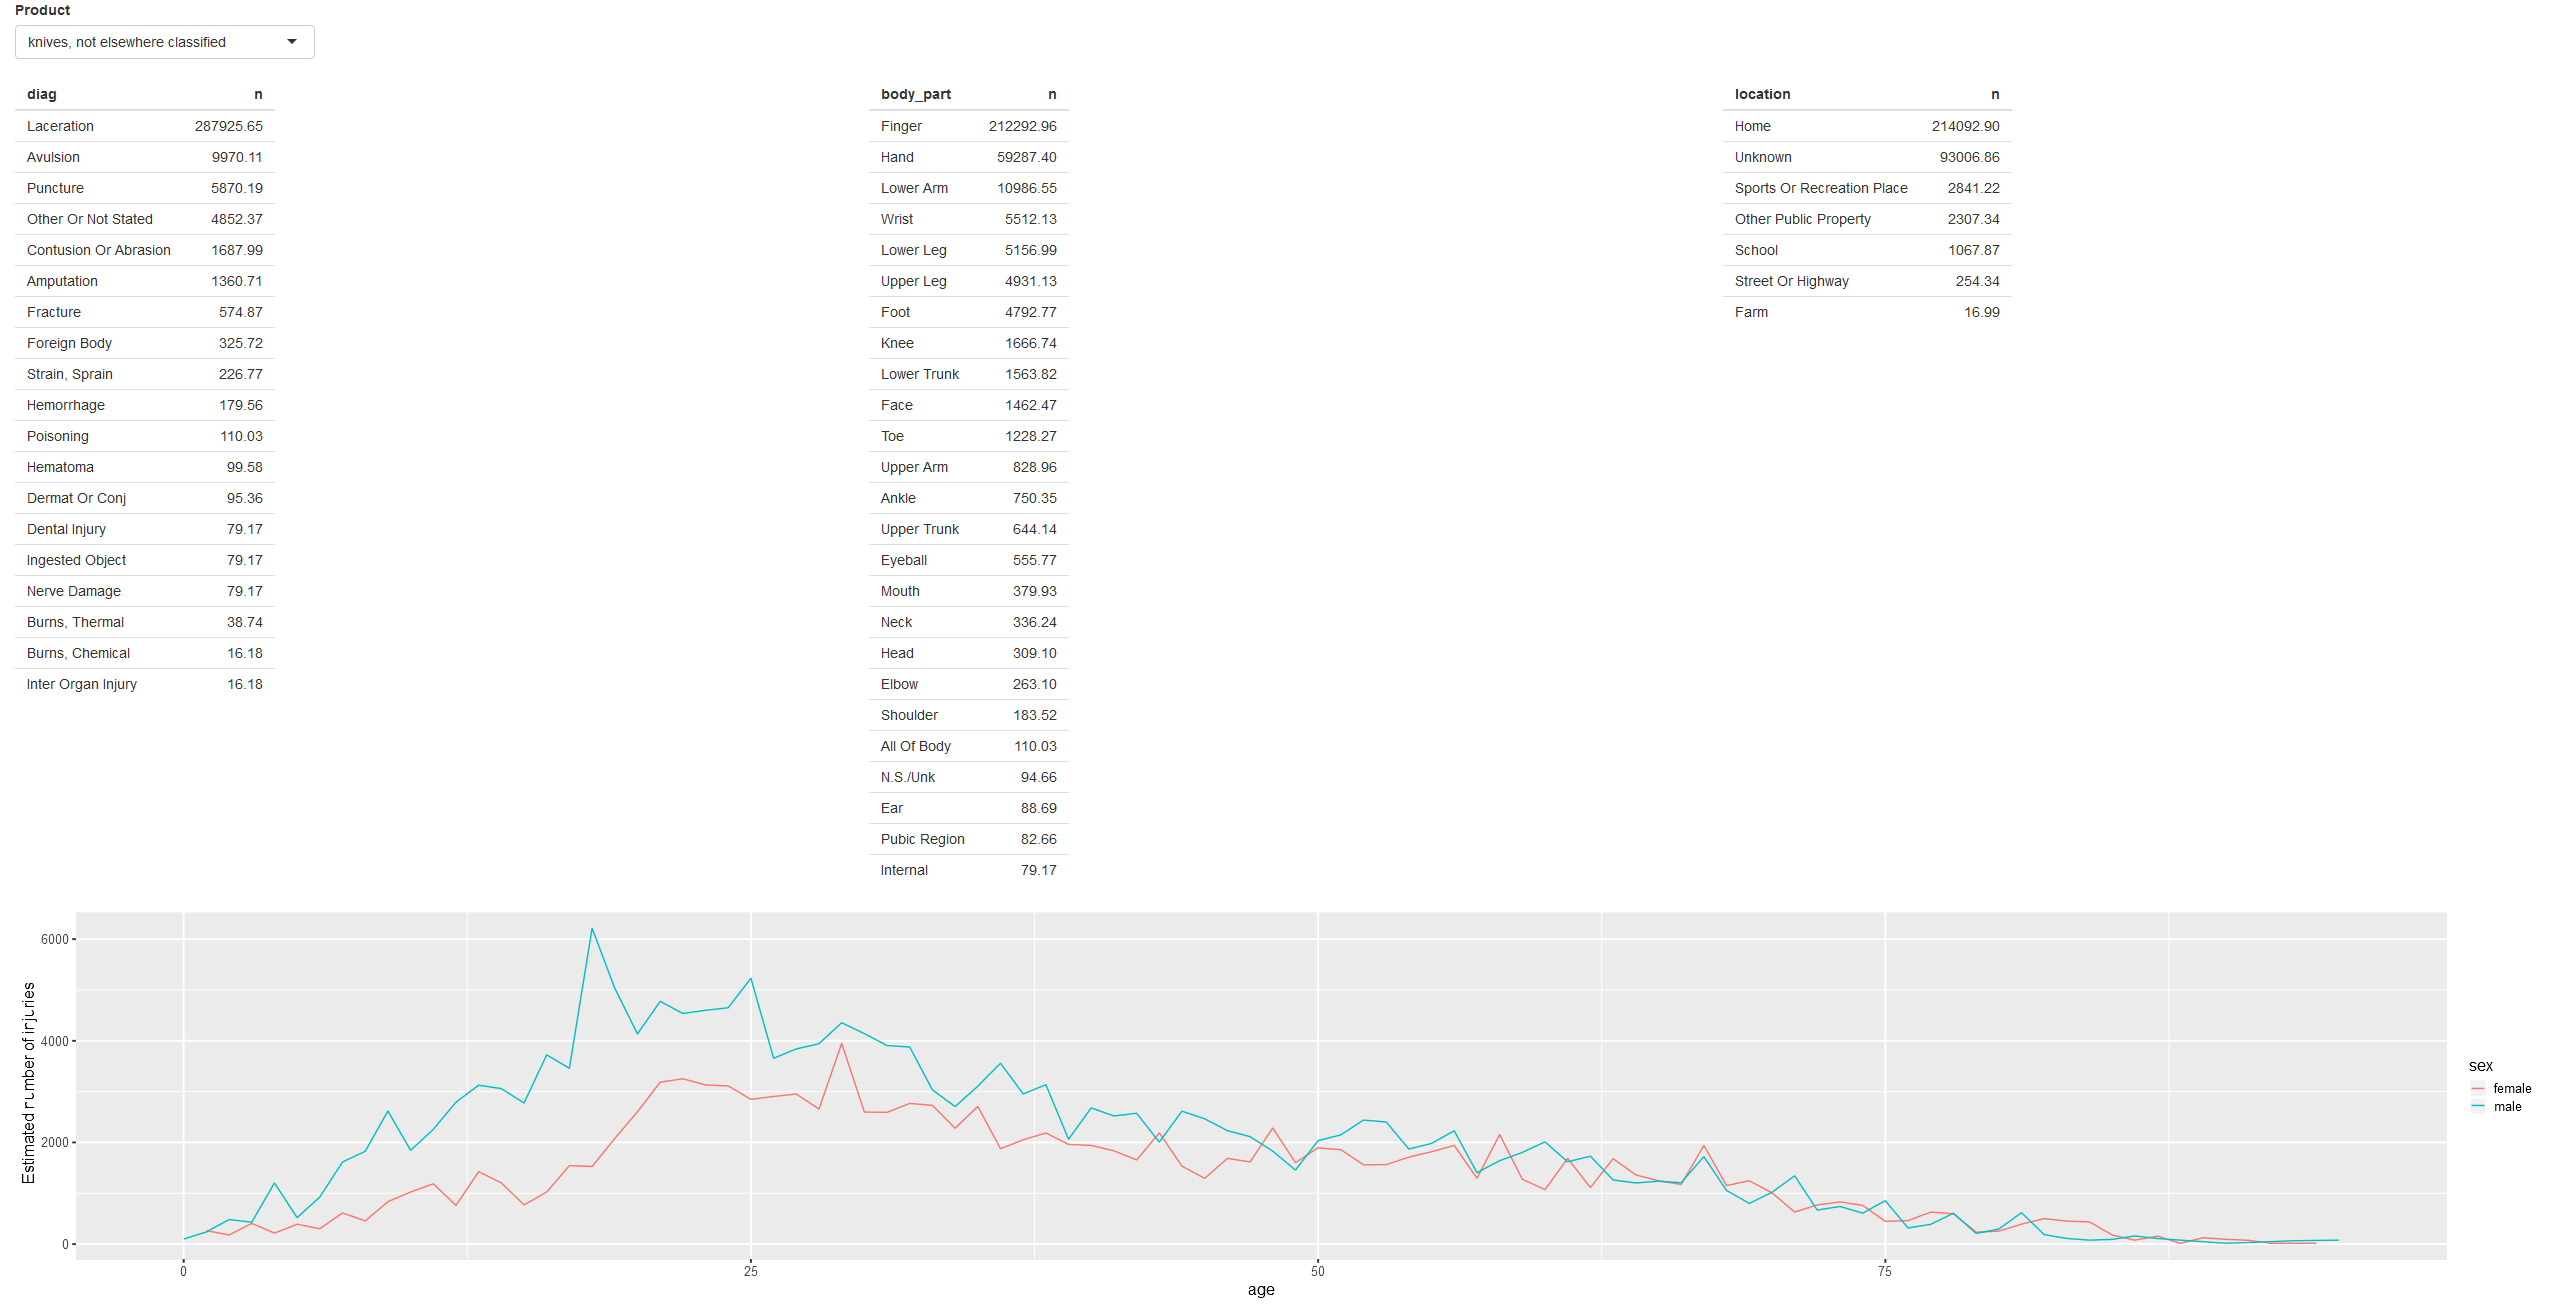 Product
knives, not elsewhere classified
diag n
Laceration 287925.65
Avulsion 9970.11
Puncture 5870.19
Other Or Not Stated 4852.37
Contusion Or Abrasion 1687.99
Amputation 1360.71
Fracture 574.87
Foreign Body 325.72
Strain, Sprain 226.77
Hemorrhage 179.56
Poisoning 110.03
Hematoma 99.58
Dermat Or Conj 95.36
Dental Injury 79.17
Ingested Object 79.17
Nerve Damage 79.17
Burns, Thermal 38.74
Burns, Chemical 16.18
Inter Organ Injury 16.18
body_part n
Finger 212292.96
Hand 59287.40
Lower Arm 10986.55
Wrist 5512.13
Lower Leg 5156.99
Upper Leg 4931.13
Foot 4792.77
Knee 1666.74
Lower Trunk 1563.82
Face 1462.47
Toe 1228.27
Upper Arm 828.96
Ankle 750.35
Upper Trunk 644.14
Eyeball 555.77
Mouth 379.93
Neck 336.24
Head 309.10
Elbow 263.10
Shoulder 183.52
All Of Body 110.03
N.S./Unk 94.66
Ear 88.69
Pubic Region 82.66
Internal 79.17
location n
Home 214092.90
Unknown 93006.86
Sports Or Recreation Place 2841.22
Other Public Property 2307.34
School 1067.87
Street Or Highway 254.34
Farm 16.99
Estimated number of injuries
6000
4000
2000
0
0 25 50 75
age
sex
female
male